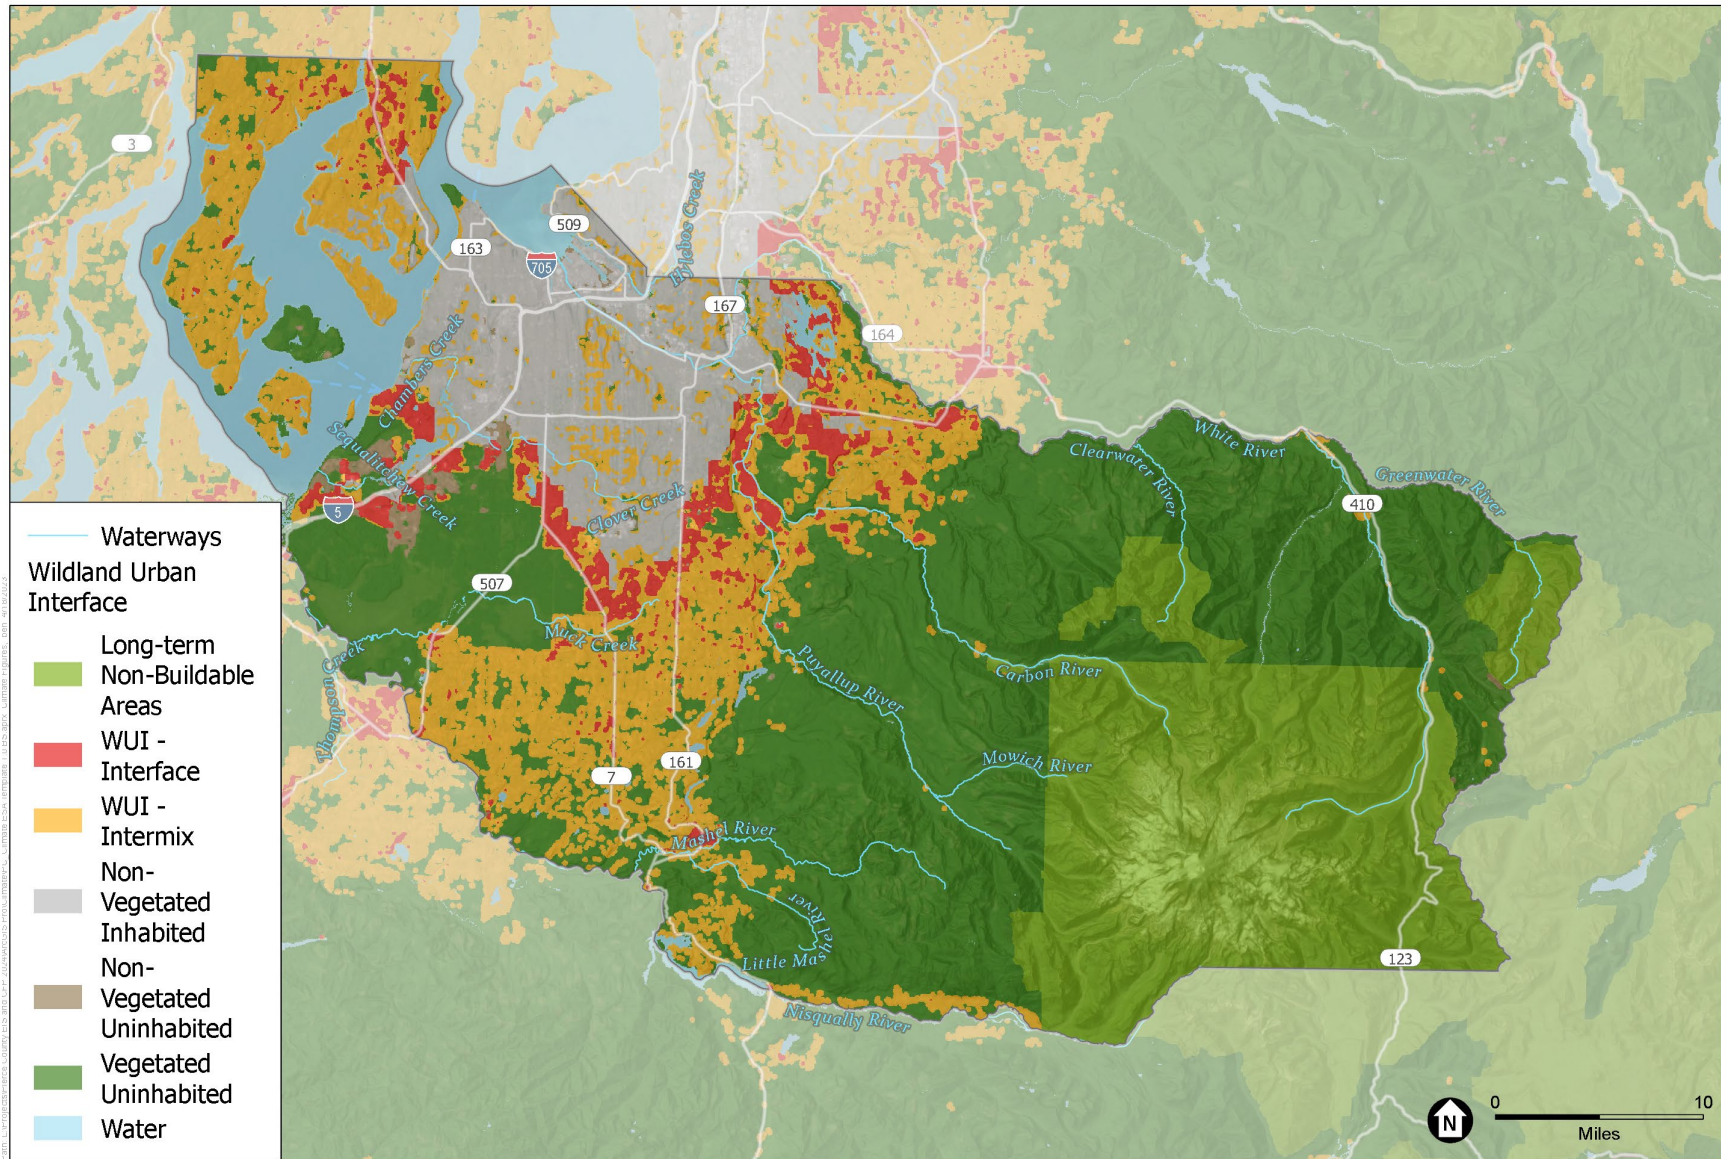 3
163
509
705
Hylebos Creek
167
164
Chambers Creek
Sequalitchew Creek
5
Clover Creek
507
Muck Creek
Thompson Creek
7
161
Puyallup River
Carbon River
Mowich River
Mashel River
Little Mashel River
Nisqually River
Clearwater River
White River
Greenwater River
410
123
Waterways
Wildland Urban
Interface
Long-term
Non-Buildable
Areas
WUI -
Interface
WUI -
Intermix
Non-
Vegetated
Inhabited
Non-
Vegetated
Uninhabited
Vegetated
Uninhabited
Water
N
0 10
Miles